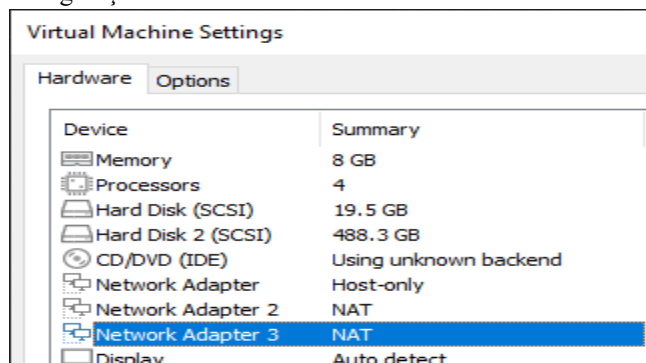 Virtual Machine Settings
Hardware Options
Device Summary
Memory 8 GB
Processors 4
Hard Disk (SCSI) 19.5 GB
Hard Disk 2 (SCSI) 488.3 GB
CD/DVD (IDE) Using unknown backend
Network Adapter Host-only
Network Adapter 2 NAT
Network Adapter 3 NAT
Display Auto detect